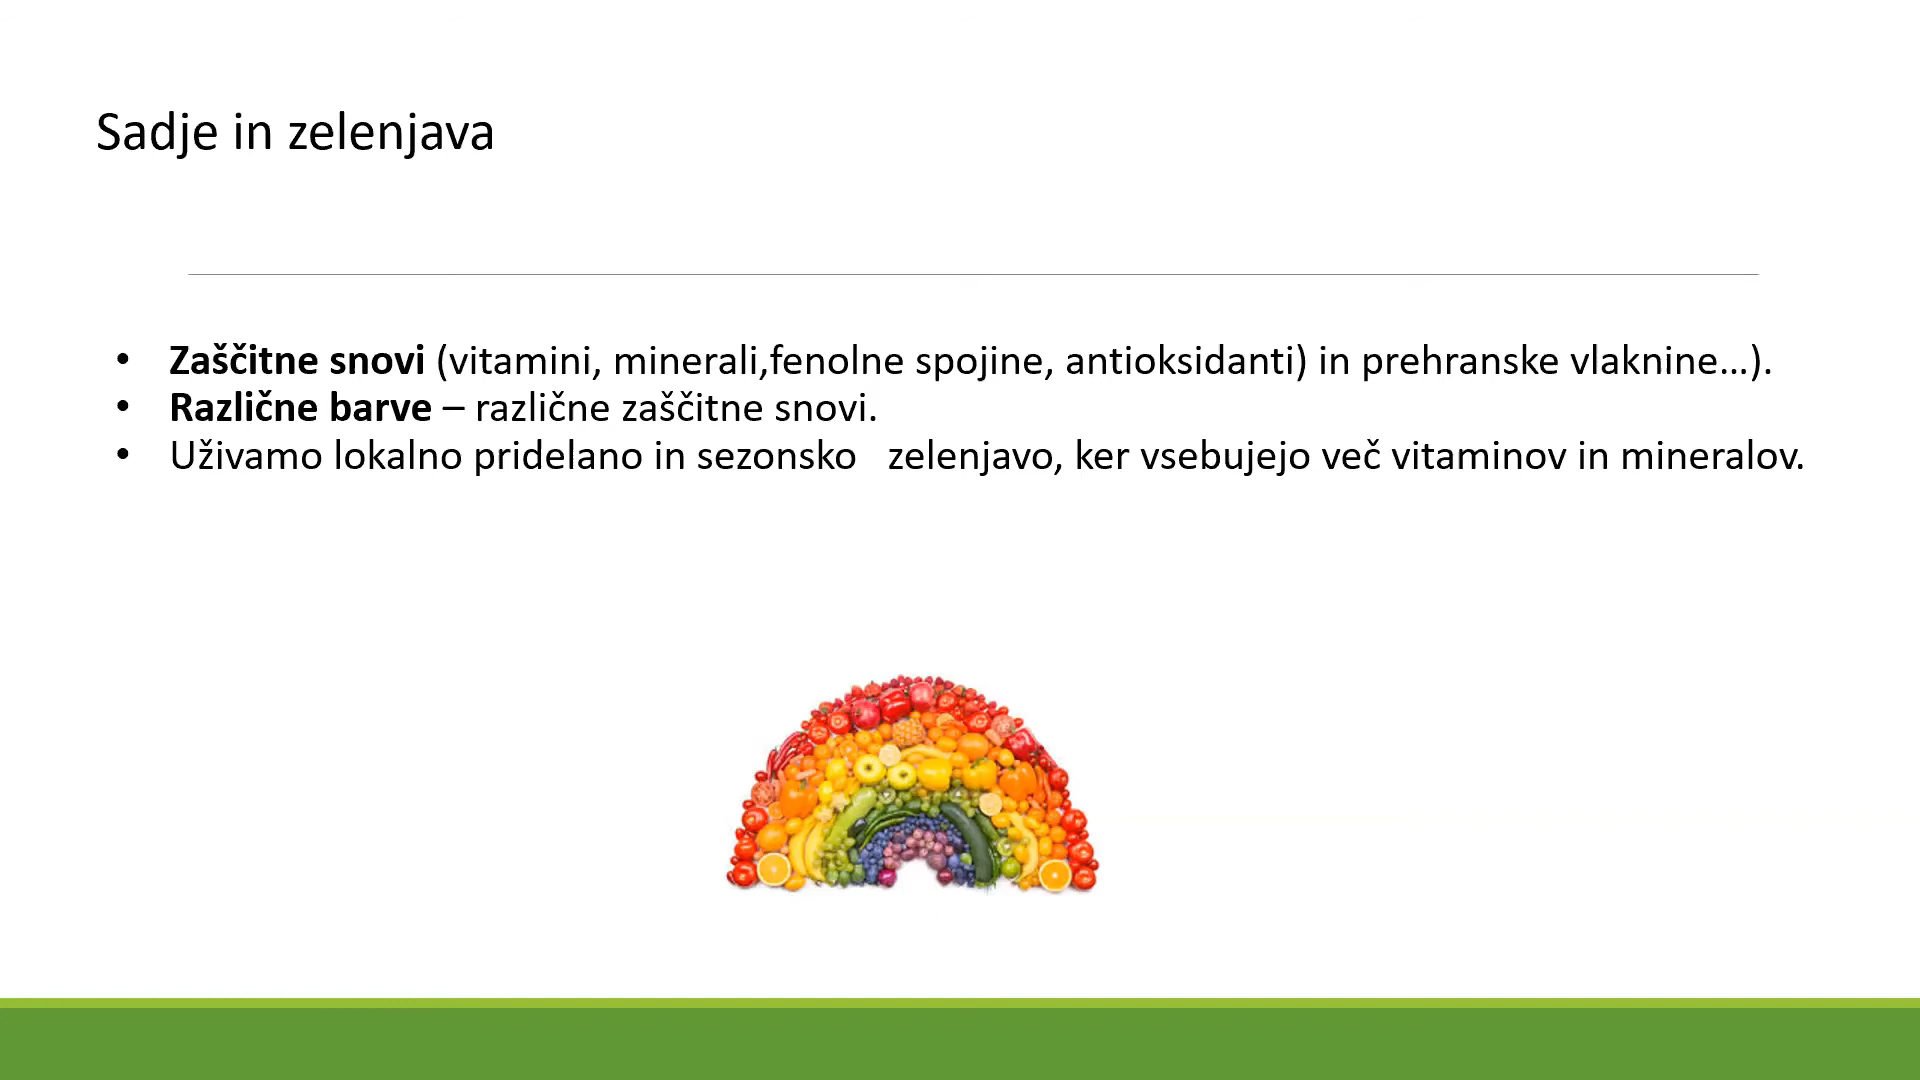 Sadje in zelenjava
• Zaščitne snovi (vitamini, minerali,fenolne spojine, antioksidanti) in prehranske vlaknine…).
• Različne barve – različne zaščitne snovi.
• Uživamo lokalno pridelano in sezonsko   zelenjavo, ker vsebujejo več vitaminov in mineralov.